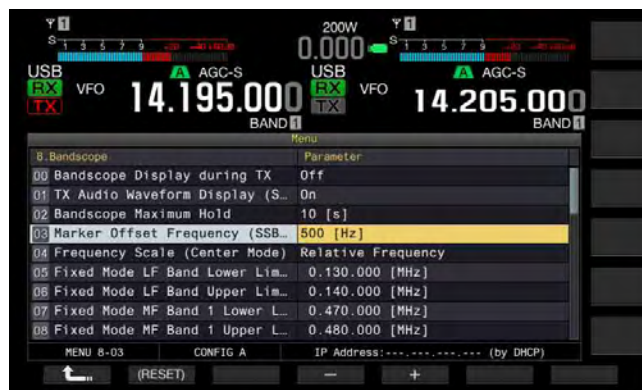 1 200W 1
S 1 3 5 7 9 +20 +40 +60dB 0.000 S 1 3 5 7 9 +20 +40 +60dB
USB A AGC-S USB A AGC-S
RX VFO 14.195.000 RX VFO 14.205.000
TX BAND 1 TX BAND 1
Menu
8.Bandscope Parameter
00 Bandscope Display during TX Off
01 TX Audio Waveform Display (S... On
02 Bandscope Maximum Hold 10 [s]
03 Marker Offset Frequency (SSB... 500 [Hz]
04 Frequency Scale (Center Mode) Relative Frequency
05 Fixed Mode LF Band Lower Lim... 0.130.000 [MHz]
06 Fixed Mode LF Band Upper Lim... 0.140.000 [MHz]
07 Fixed Mode MF Band 1 Lower L... 0.470.000 [MHz]
08 Fixed Mode MF Band 1 Upper L... 0.480.000 [MHz]
MENU 8-03 CONFIG A IP Address:---.---.---.--- (by DHCP)
(RESET) − +